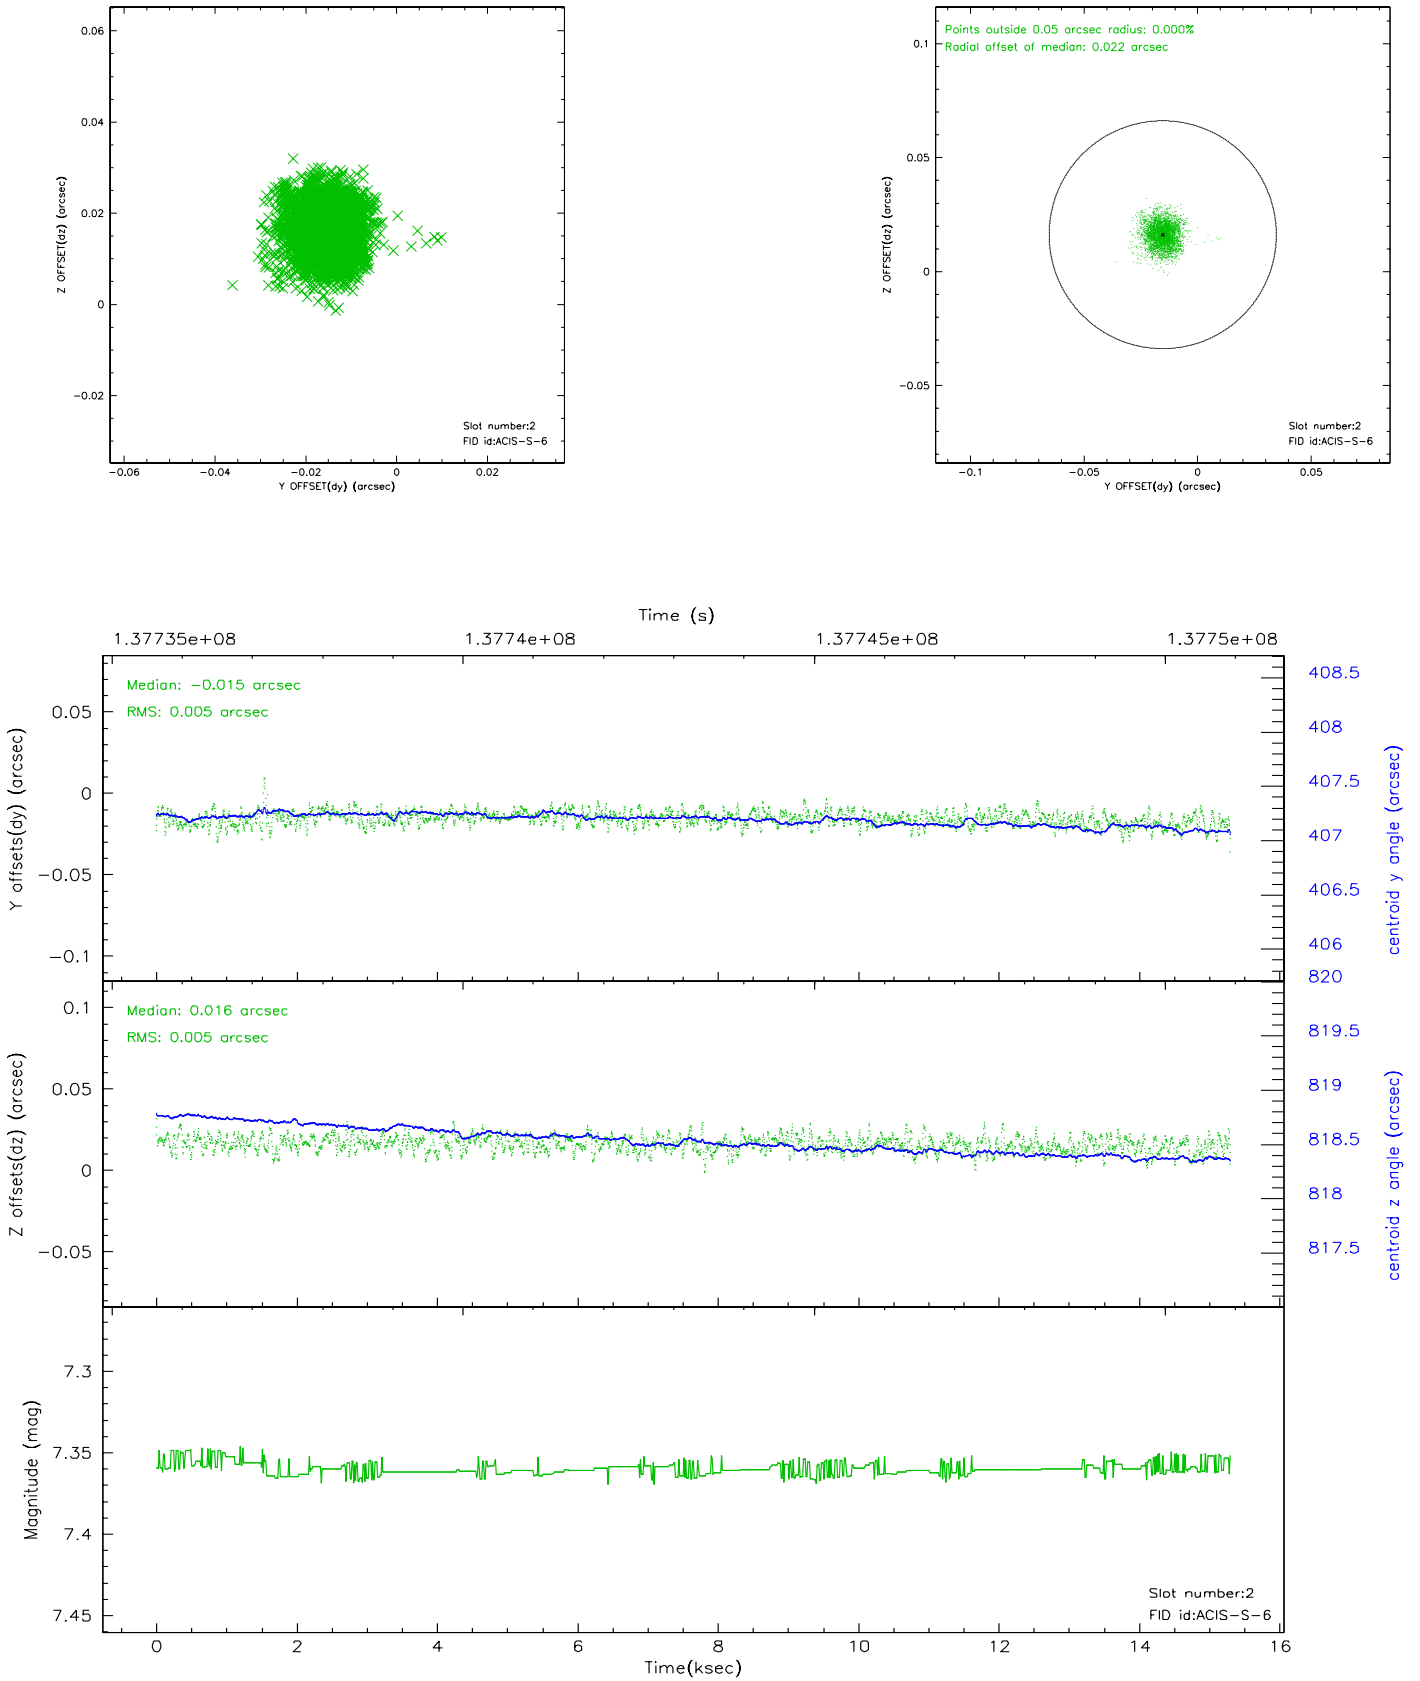 0.06
0.04
0.02
0
−0.02
Z OFFSET(dz) (arcsec)
Slot number:2
FID id:ACIS−S−6
−0.06
−0.04
−0.02
0
0.02
Y OFFSET(dy) (arcsec)
Points outside 0.05 arcsec radius: 0.000%
Radial offset of median: 0.022 arcsec
0.1
0.05
0
−0.05
Z OFFSET(dz) (arcsec)
Slot number:2
FID id:ACIS−S−6
−0.1
−0.05
0
0.05
Y OFFSET(dy) (arcsec)
Time (s)
1.37735e+08
1.3774e+08
1.37745e+08
1.3775e+08
Median: −0.015 arcsec
RMS: 0.005 arcsec
0.05
0
−0.05
−0.1
Y offsets(dy) (arcsec)
408.5
408
407.5
407
406.5
406
centroid y angle (arcsec)
Median: 0.016 arcsec
RMS: 0.005 arcsec
0.1
0.05
0
−0.05
Z offsets(dz) (arcsec)
820
819.5
819
818.5
818
817.5
centroid z angle (arcsec)
7.3
7.35
7.4
7.45
Magnitude (mag)
Slot number:2
FID id:ACIS−S−6
0
2
4
6
8
10
12
14
16
Time(ksec)